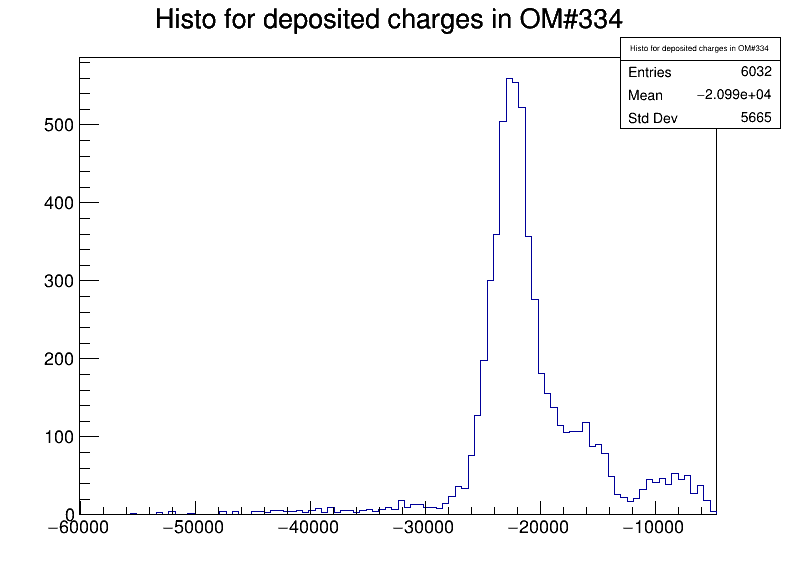 Histo for deposited charges in OM#334
Histo for deposited charges in OM#334
Entries 6032
Mean −2.099e+04
Std Dev 5665
500
400
300
200
100
0
−60000 −50000 −40000 −30000 −20000 −10000